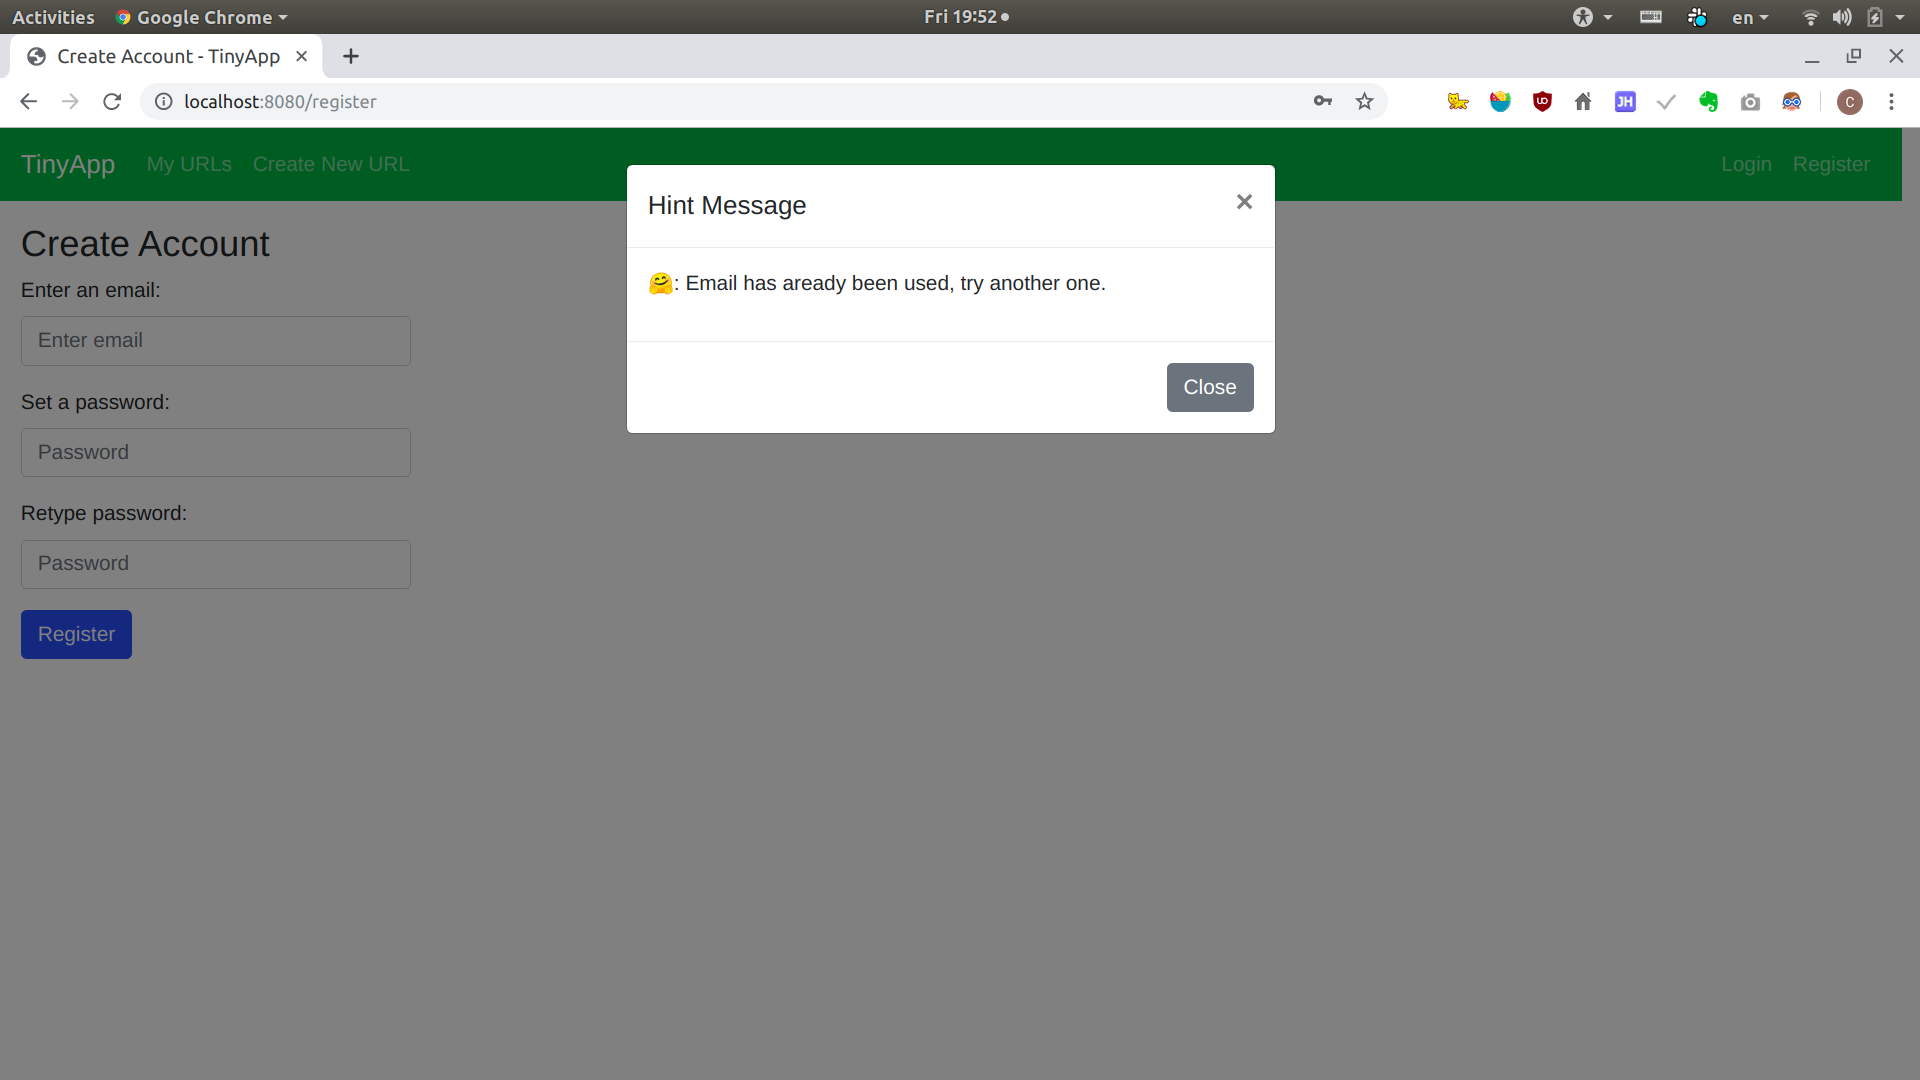 Activities Google Chrome Fri 19:52 en
Create Account - TinyApp
localhost:8080/register
UO JH C
TinyApp My URLs Create New URL Login Register
Hint Message ×
🤗: Email has aready been used, try another one.
Close
Create Account
Enter an email:
Enter email
Set a password:
Password
Retype password:
Password
Register